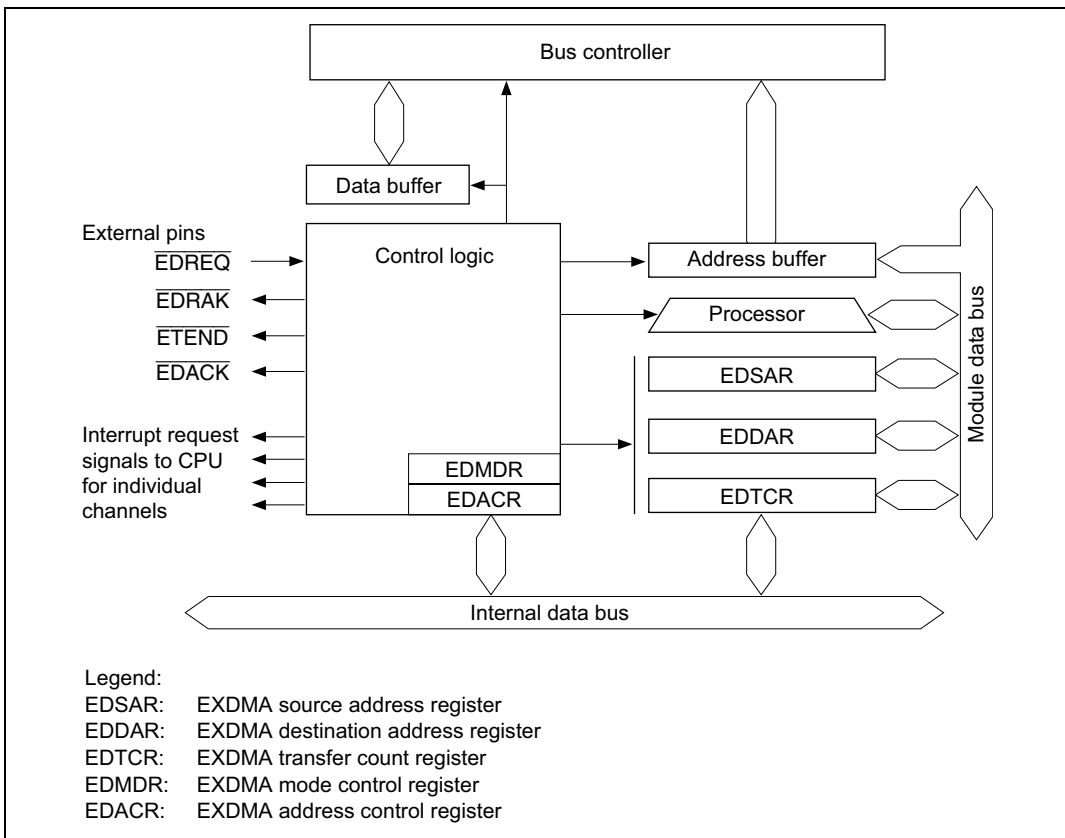 Bus controller
Data buffer
External pins
EDREQ
EDRAK
ETEND
EDACK
Interrupt request
signals to CPU
for individual
channels
Control logic
EDMDR
EDACR
Address buffer
Processor
EDSAR
EDDAR
EDTCR
Module data bus
Internal data bus
Legend:
EDSAR: EXDMA source address register
EDDAR: EXDMA destination address register
EDTCR: EXDMA transfer count register
EDMDR: EXDMA mode control register
EDACR: EXDMA address control register